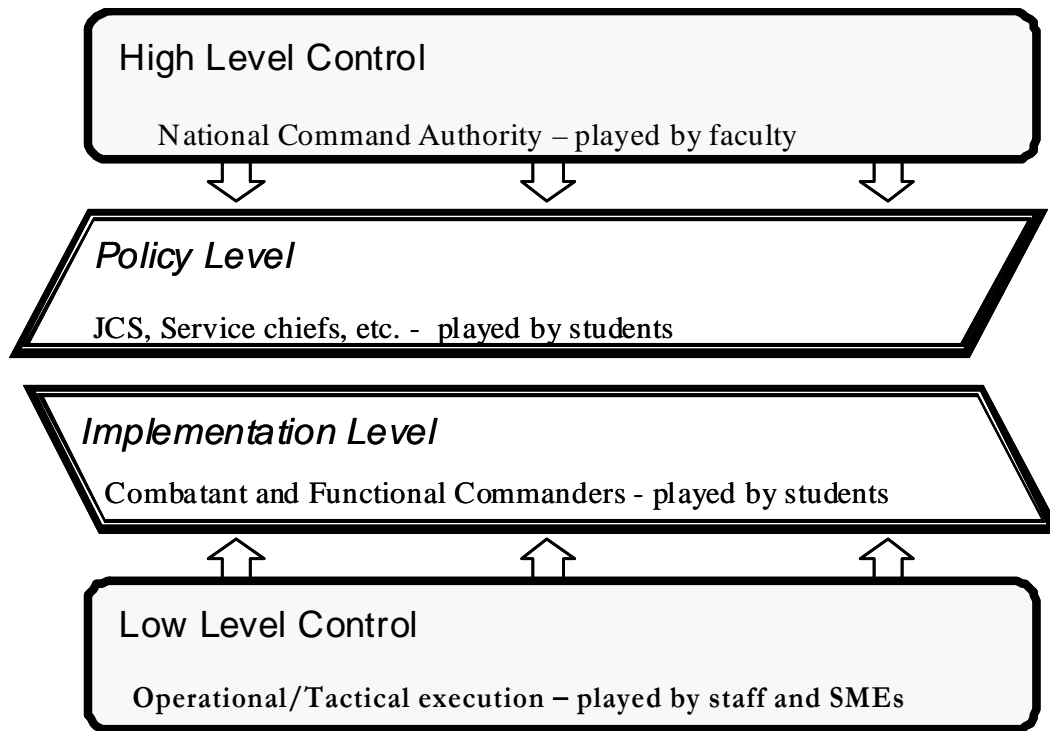 High Level Control
National Command Authority – played by faculty
Policy Level
JCS, Service chiefs, etc. - played by students
Implementation Level
Combatant and Functional Commanders - played by students
Low Level Control
Operational/Tactical execution – played by staff and SMEs